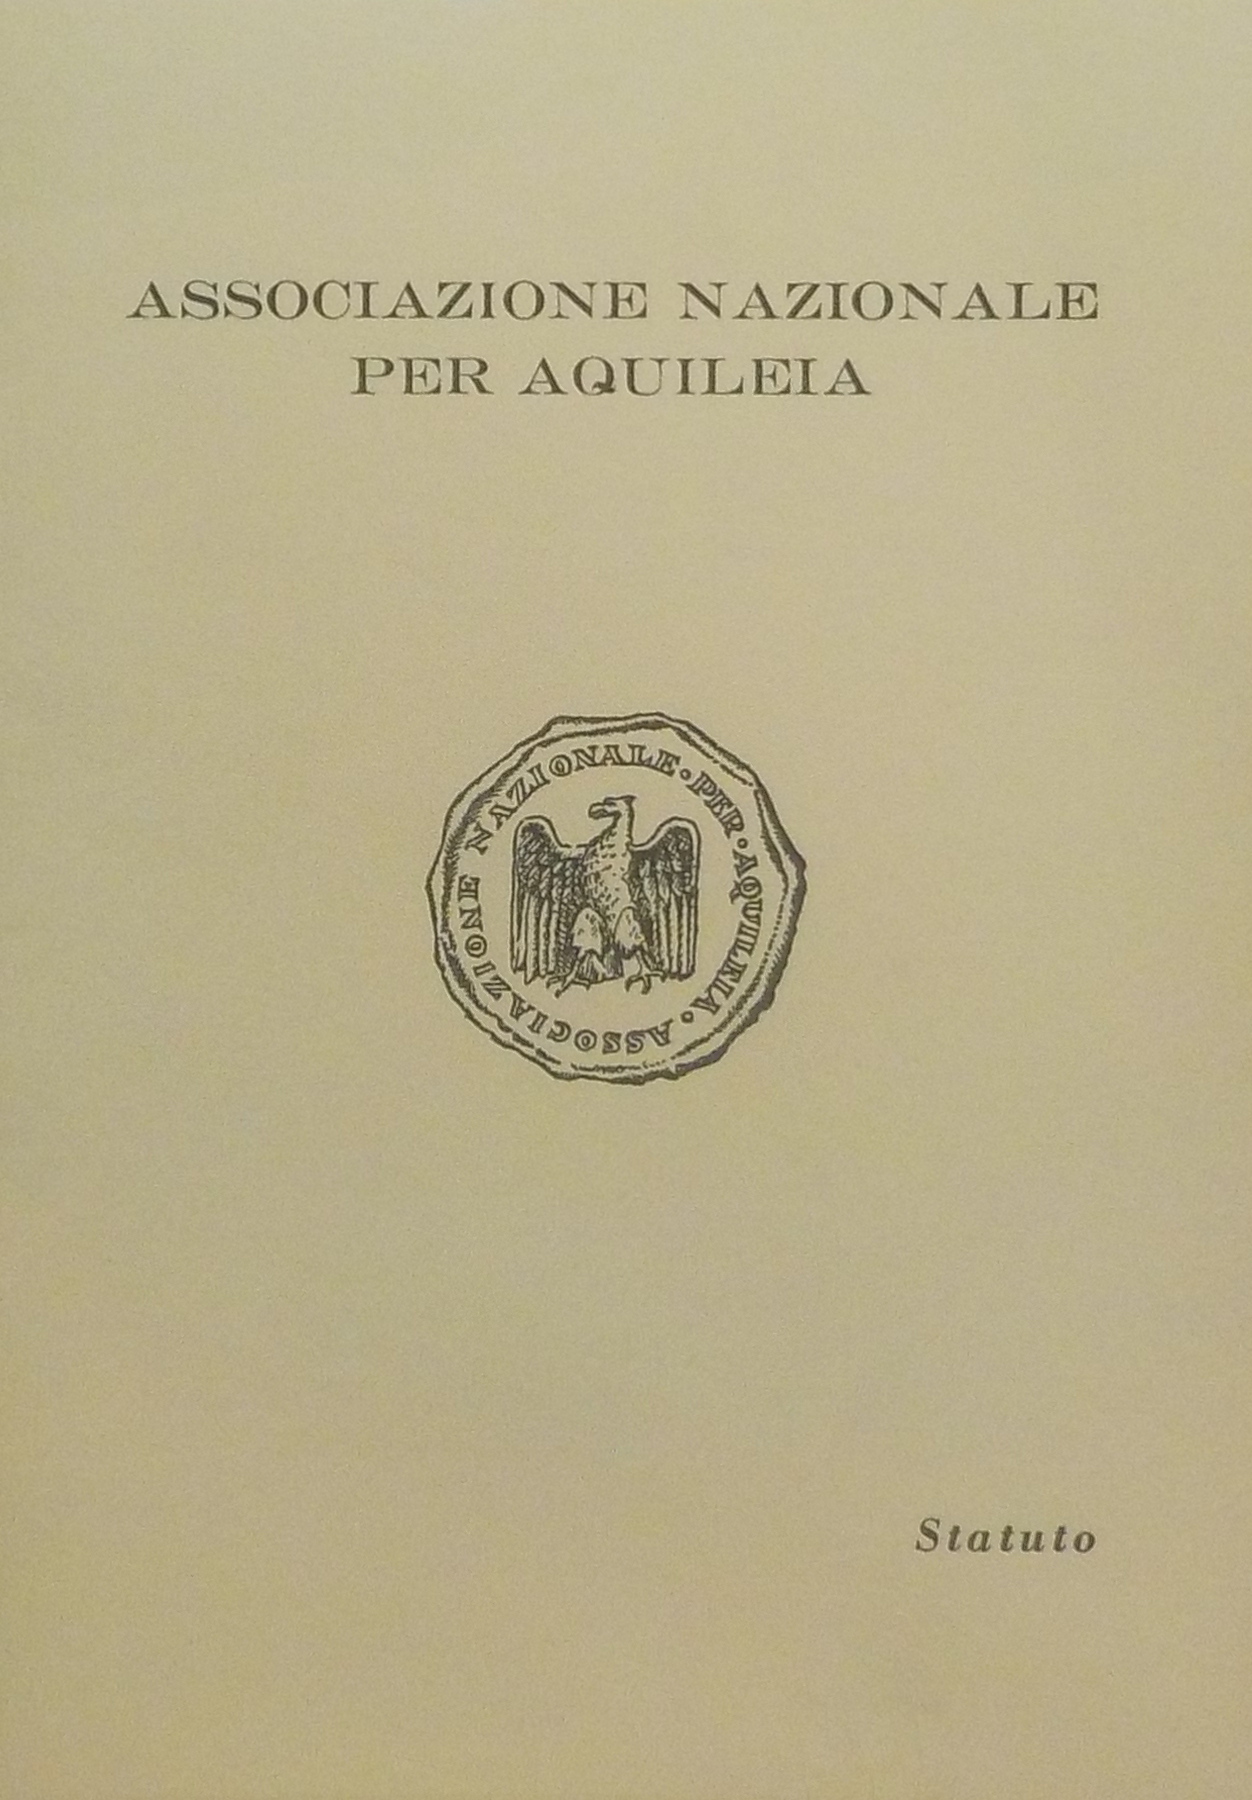 ASSOCIAZIONE NAZIONALE
PER AQUILEIA
ASSOCIAZIONE NAZIONALE · PER · AQUILEIA ·
Statuto